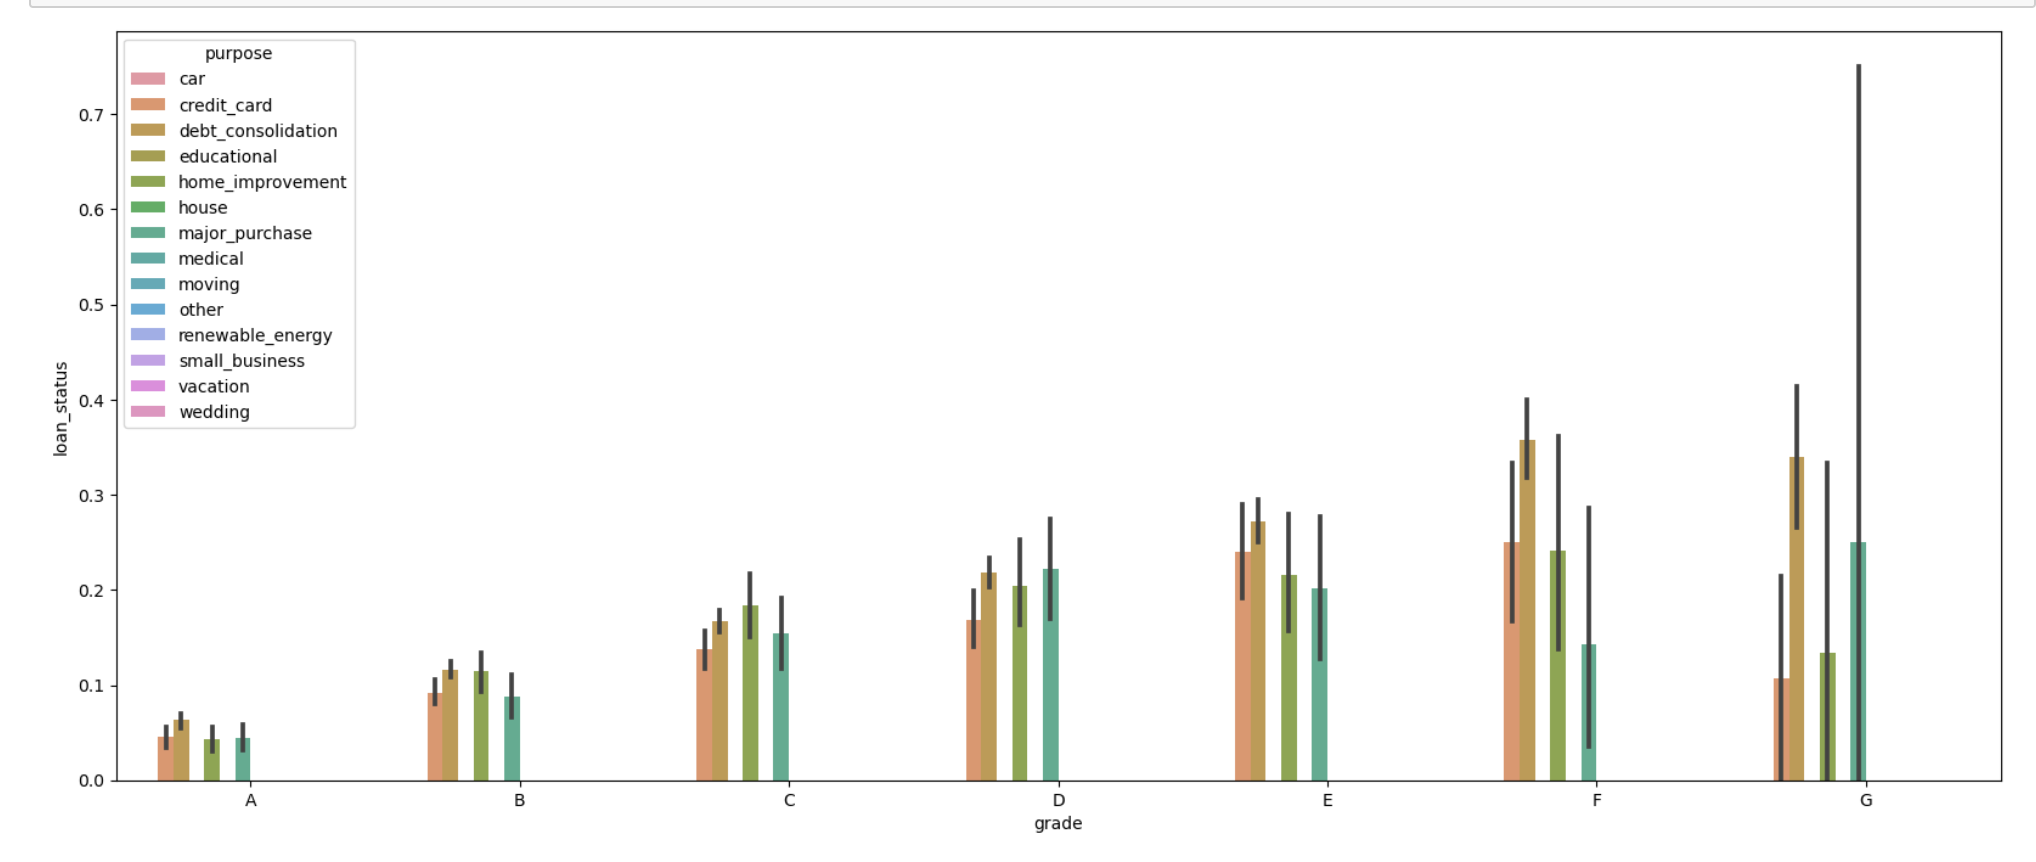 purpose
car
credit_card
debt_consolidation
educational
home_improvement
house
major_purchase
medical
moving
other
renewable_energy
small_business
vacation
wedding
loan_status
0.7
0.6
0.5
0.4
0.3
0.2
0.1
0.0
A B C D E F G
grade